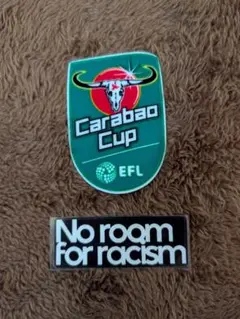 Carabao
Cup
EFL
No room
for racism